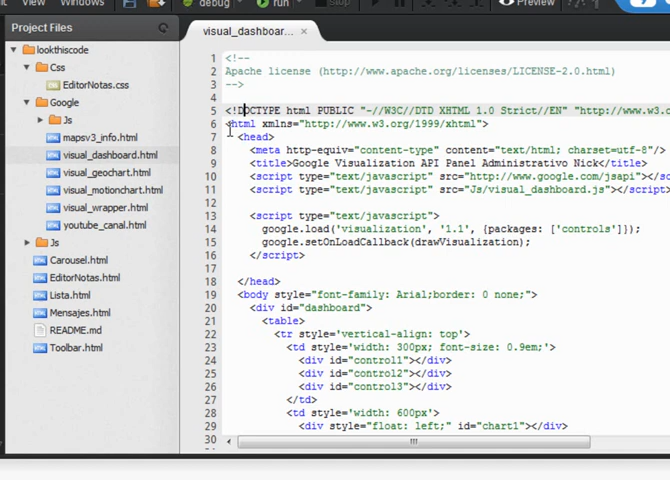 View
Windows
debug
run
Stop
Preview
Project Files
lookthiscode
Css
EditorNotas.css
Google
Js
mapsv3_info.html
visual_dashboard.html
visual_geochart.html
visual_motionchart.html
visual_wrapper.html
youtube_canal.html
Js
Carousel.html
EditorNotas.html
Lista.html
Mensajes.html
README.md
Toolbar.html
visual_dashboar... ×
1 <!--
2 Apache license (http://www.apache.org/licenses/LICENSE-2.0.html)
3 -->
4
5 <!DOCTYPE html PUBLIC "-//W3C//DTD XHTML 1.0 Strict//EN" "http://www.w3.o
6 <html xmlns="http://www.w3.org/1999/xhtml">
7 <head>
8 <meta http-equiv="content-type" content="text/html; charset=utf-8"/>
9 <title>Google Visualization API Panel Administrativo Nick</title>
10 <script type="text/javascript" src="http://www.google.com/jsapi"></sc
11 <script type="text/javascript" src="Js/visual_dashboard.js"></script>
12
13 <script type="text/javascript">
14 google.load('visualization', '1.1', {packages: ['controls']});
15 google.setOnLoadCallback(drawVisualization);
16 </script>
17
18 </head>
19 <body style="font-family: Arial;border: 0 none;">
20 <div id="dashboard">
21 <table>
22 <tr style='vertical-align: top'>
23 <td style='width: 300px; font-size: 0.9em;'>
24 <div id="control1"></div>
25 <div id="control2"></div>
26 <div id="control3"></div>
27 </td>
28 <td style='width: 600px'>
29 <div style="float: left;" id="chart1"></div>
30